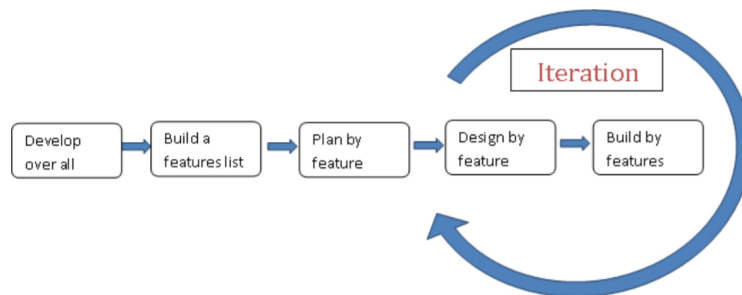 Iteration
Develop
over all
Build a
features list
Plan by
feature
Design by
feature
Build by
features